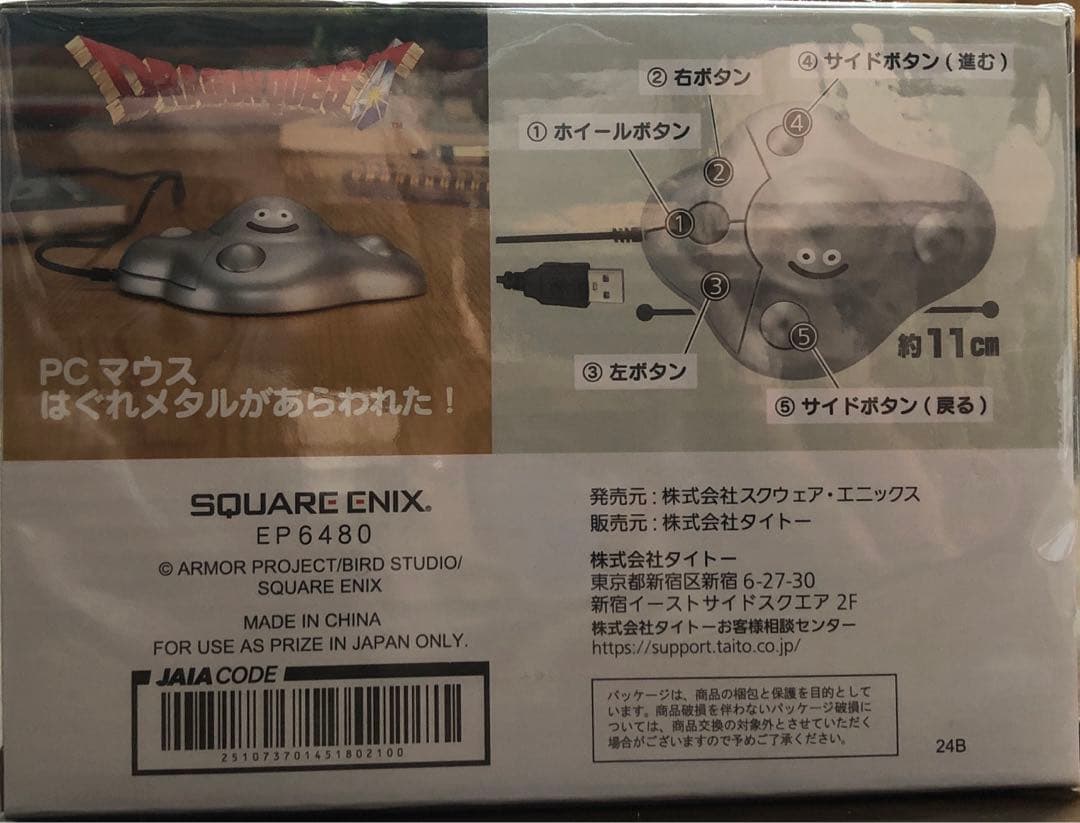 DRAGON QUEST
TM
PC マウス
はぐれメタルがあらわれた！
④ サイドボタン ( 進む )
② 右ボタン
① ホイールボタン
④
②
①
③
⑤
約11cm
③ 左ボタン
⑤ サイドボタン ( 戻る )
SQUARE ENIX®
EP6480
© ARMOR PROJECT/BIRD STUDIO/
SQUARE ENIX
MADE IN CHINA
FOR USE AS PRIZE IN JAPAN ONLY.
JAIA CODE
251073701451802100
発売元 : 株式会社スクウェア・エニックス
販売元 : 株式会社タイトー
株式会社タイトー
東京都新宿区新宿 6-27-30
新宿イーストサイドスクエア 2F
株式会社タイトーお客様相談センター
https://support.taito.co.jp/
パッケージは、商品の梱包と保護を目的として
います。商品破損を伴わないパッケージ破損に
ついては、商品交換の対象外とさせていただく
場合がございますので予めご了承ください。
24B